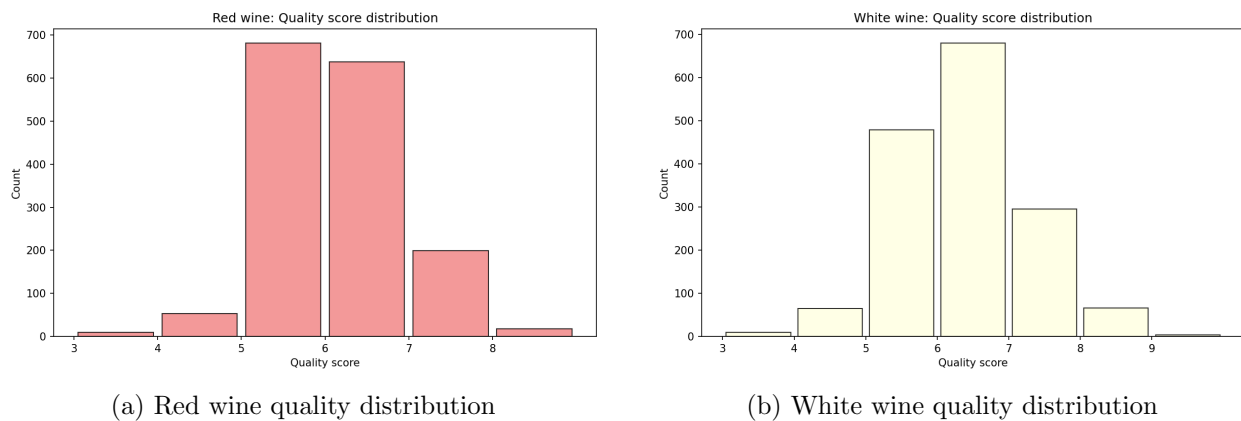 Red wine: Quality score distribution
700
600
500
400
300
200
100
0
Count
3 4 5 6 7 8
Quality score
(a) Red wine quality distribution
White wine: Quality score distribution
700
600
500
400
300
200
100
0
Count
3 4 5 6 7 8 9
Quality score
(b) White wine quality distribution